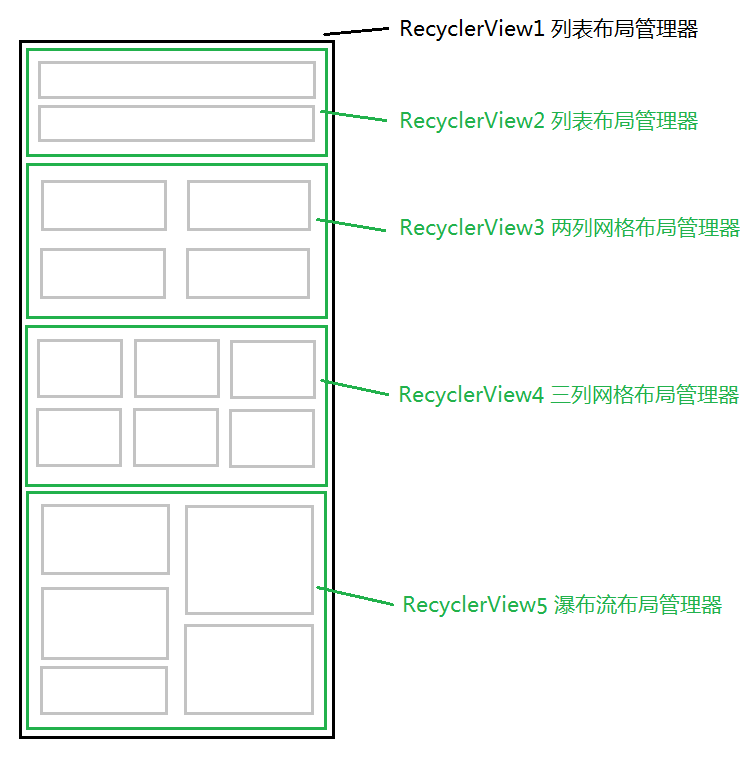 RecyclerView1 列表布局管理器
RecyclerView2 列表布局管理器
RecyclerView3 两列网格布局管理器
RecyclerView4 三列网格布局管理器
RecyclerView5 瀑布流布局管理器